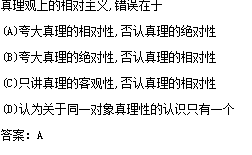 真理观上的相对主义,错误在于
(A)夸大真理的相对性,否认真理的绝对性
(B)夸大真理的绝对性,否认真理的相对性
(C)只讲真理的客观性,否认真理的相对性
(D)认为关于同一对象真理性的认识只有一个
答案: A